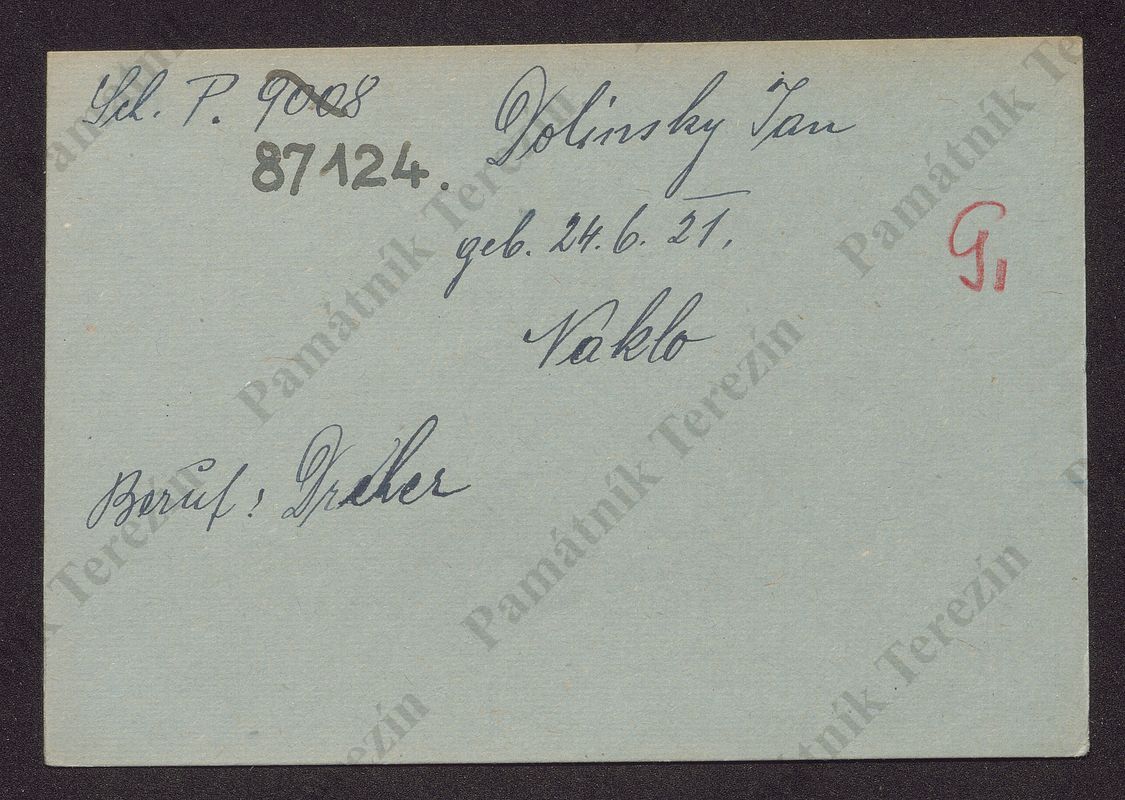 Sch. P. 9008
87124.
Dolinsky Jan
geb. 24. 6. 21.
Naklo
G,
Beruf: Dreher
Památník Terezín